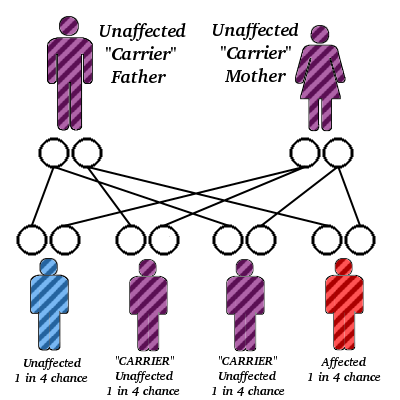 Unaffected
"Carrier"
Father
Unaffected
"Carrier"
Mother
Unaffected
1 in 4 chance
"CARRIER"
Unaffected
1 in 4 chance
"CARRIER"
Unaffected
1 in 4 chance
Affected
1 in 4 chance